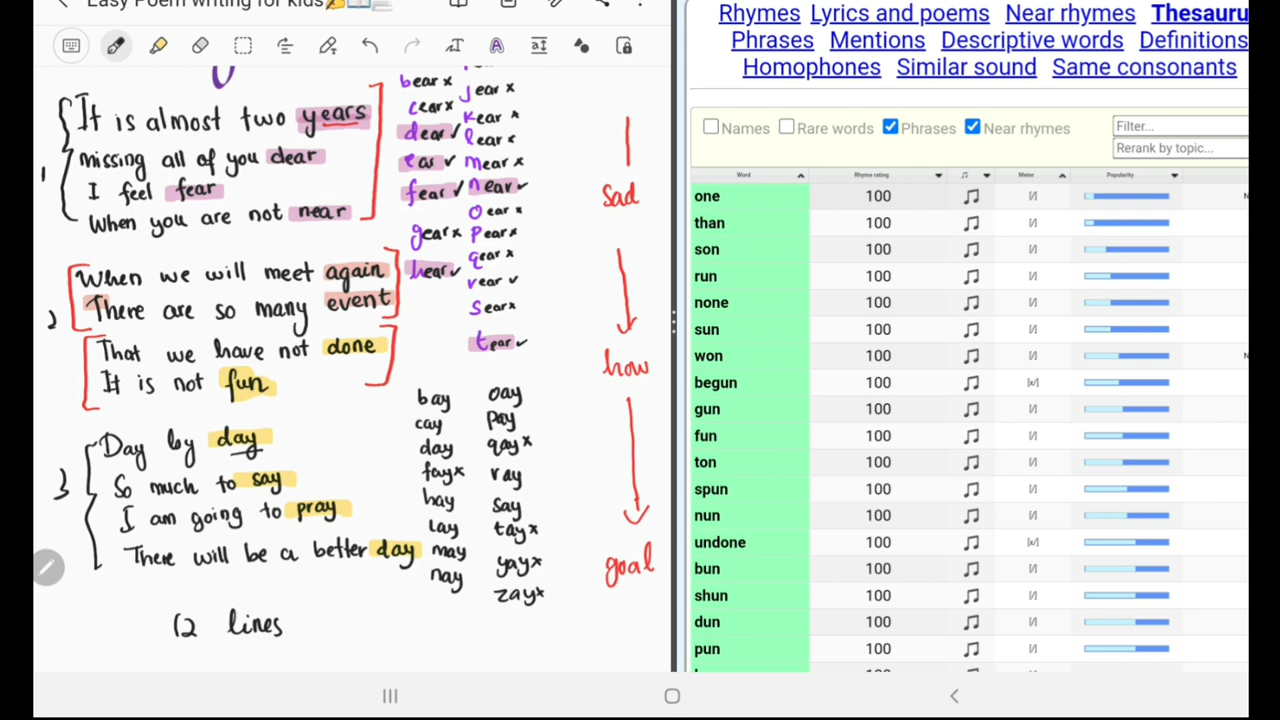 Easy Poem writing for kids✍📖
It is almost two years
missing all of you dear
I feel fear
When you are not near
1
When we will meet again
There are so many event
2
That we have not done
It is not fun
Day by day
So much to say
3
I am going to pray
There will be a better day
12 lines
bear x
cear x
dear ✓
ear ✓
fear ✓
gear x
hear ✓
jear x
kear x
lear x
mear x
near ✓
oear x
pear x
qear x
rear ✓
sear x
tear ✓
bay
cay
day
fay x
hay
lay
may
nay
oay
pay
qay x
ray
say
tay x
yay x
zay x
sad
how
goal
Rhymes Lyrics and poems Near rhymes Thesauru
Phrases Mentions Descriptive words Definitions
Homophones Similar sound Same consonants
Names Rare words Phrases Near rhymes
Filter...
Rerank by topic...
Word Rhyme rating Meter Popularity
one 100 [/]
than 100 [/]
son 100 [/]
run 100 [/]
none 100 [/]
sun 100 [/]
won 100 [/]
begun 100 [x/]
gun 100 [/]
fun 100 [/]
ton 100 [/]
spun 100 [/]
nun 100 [/]
undone 100 [x/]
bun 100 [/]
shun 100 [/]
dun 100 [/]
pun 100 [/]